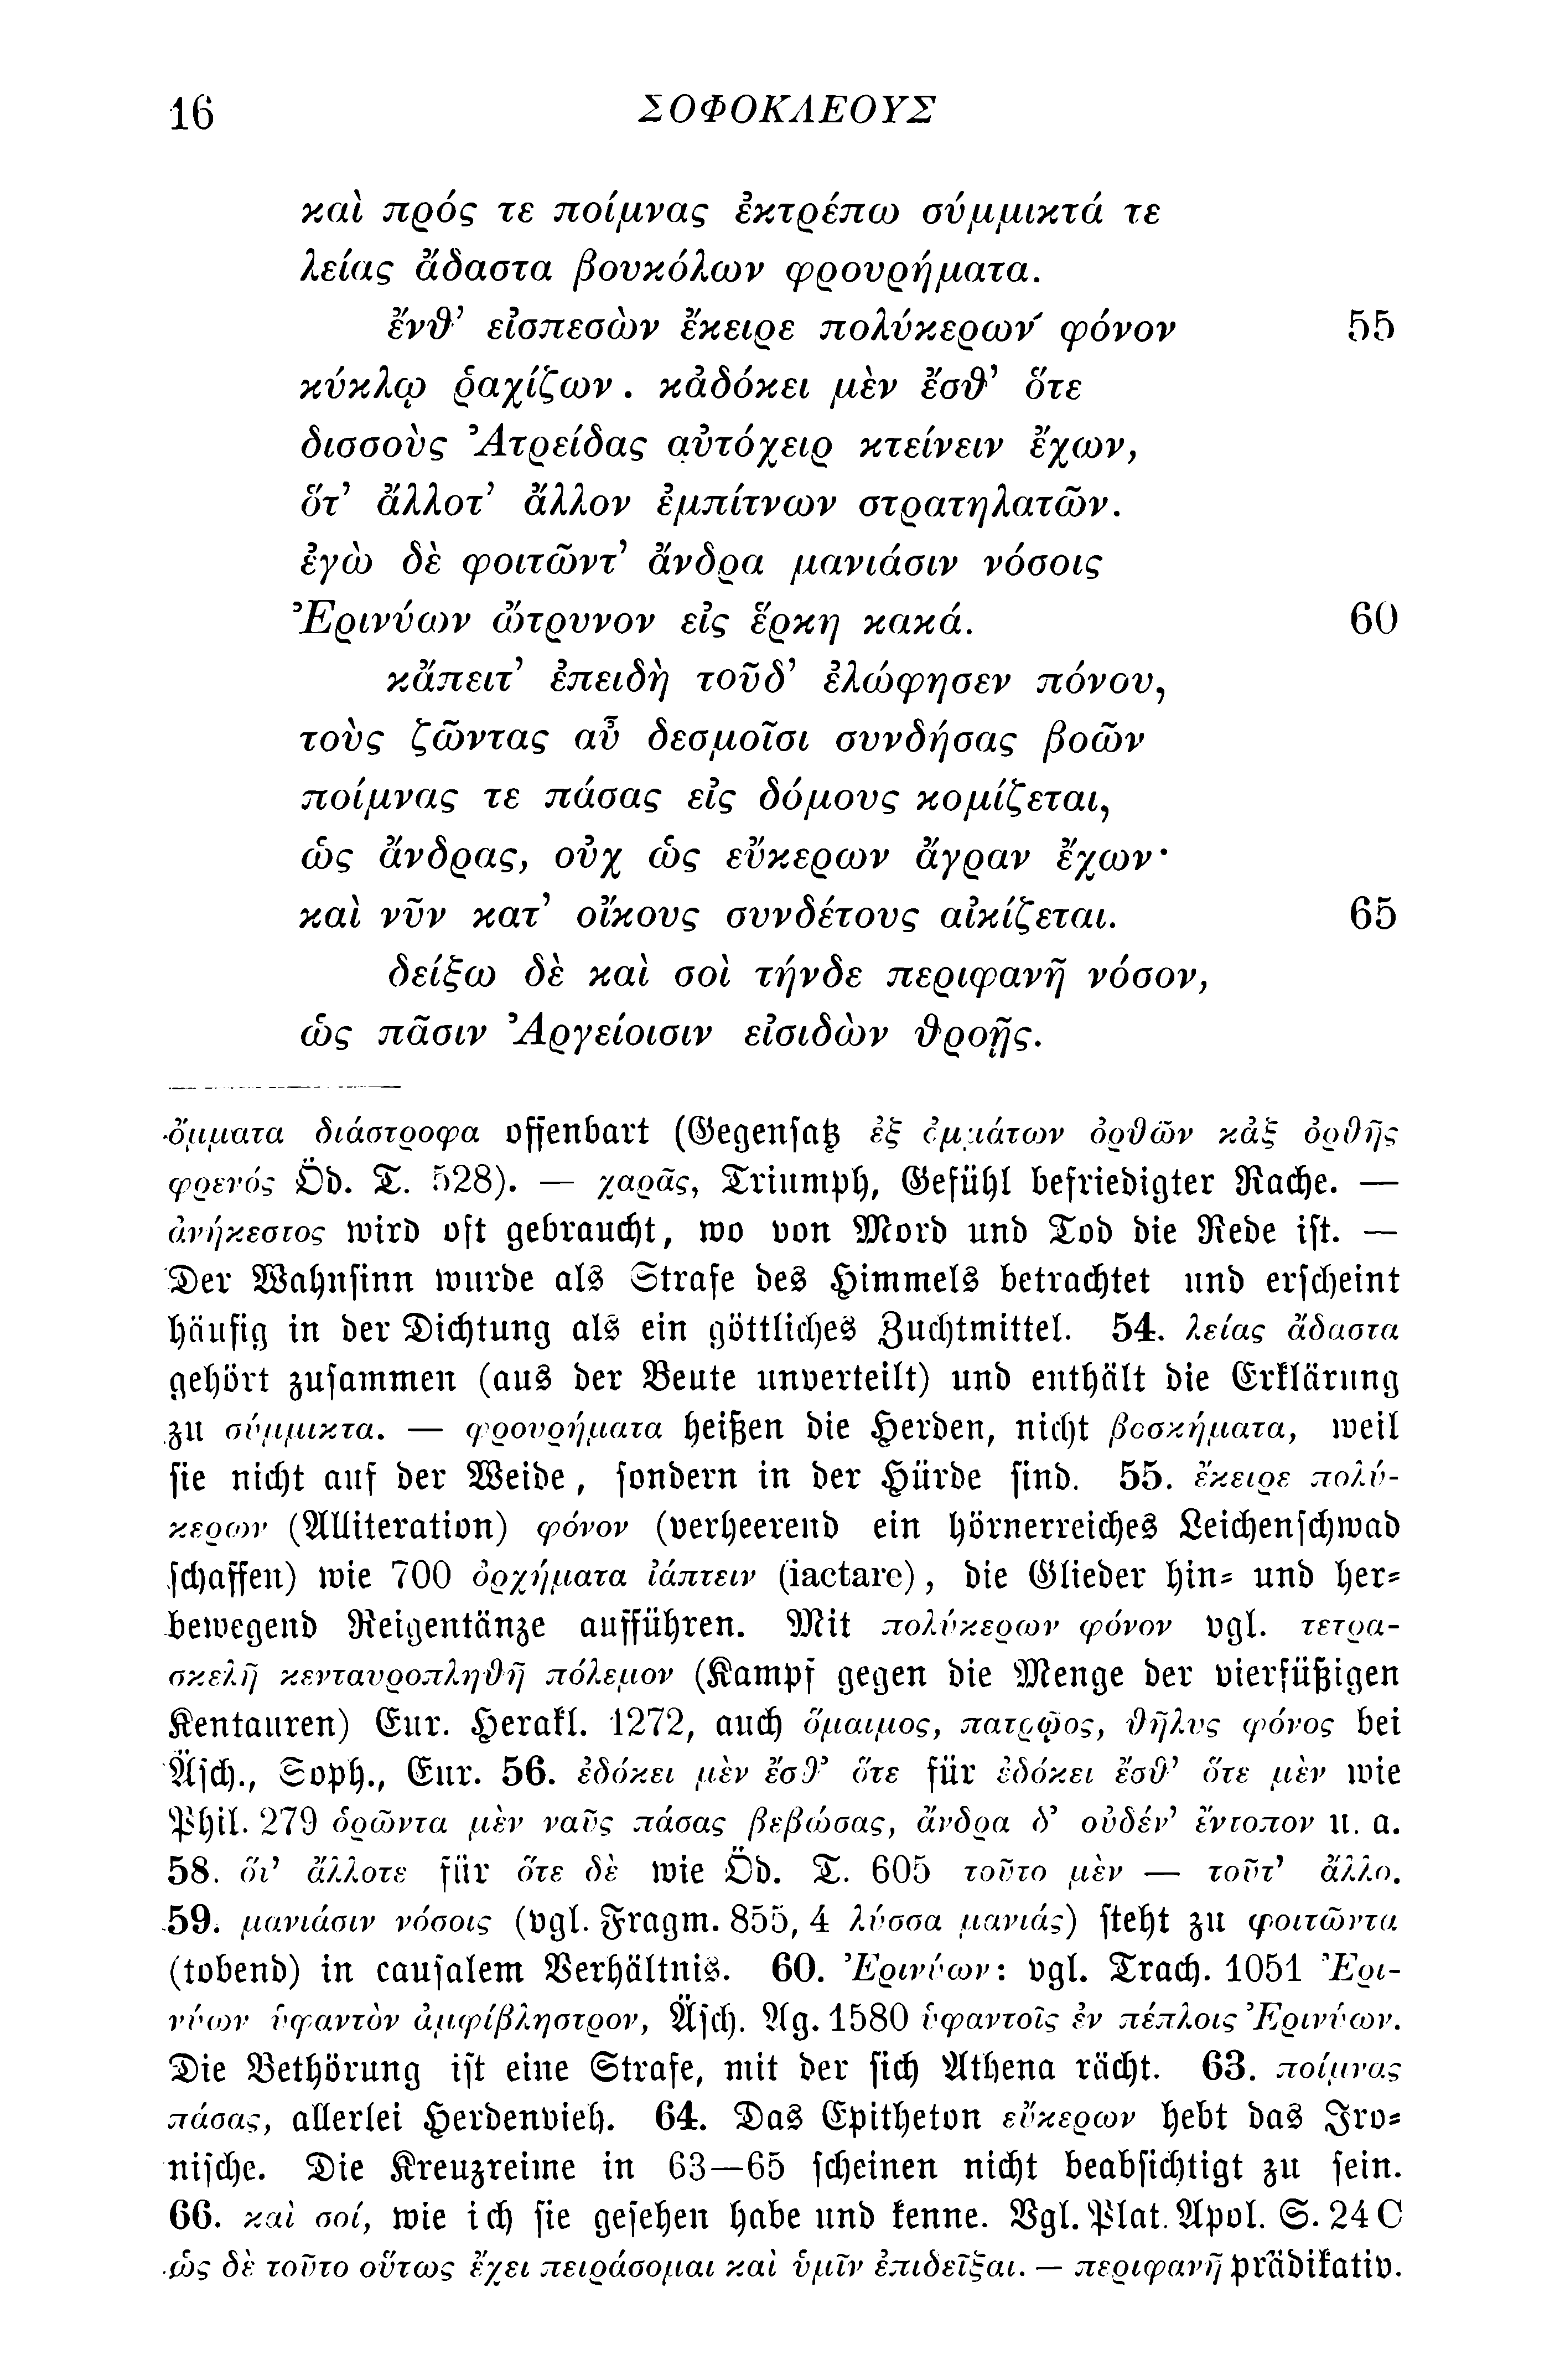 16 ΣΟΦΟΚΛΕΟΥΣ
καὶ πρός τε ποίμνας ἐκτρέπω σύμμικτά τε
λείας ἄδαστα βουκόλων φρουρήματα.
ἔνθ’ εἰσπεσὼν ἔκειρε πολύκερων φόνον 55
κύκλῳ ῥαχίζων. κἀδόκει μὲν ἔσθ’ ὅτε
δισσοὺς Ἀτρείδας αὐτόχειρ κτείνειν ἔχων,
ὅτ’ ἄλλοτ’ ἄλλον ἐμπίτνων στρατηλατῶν.
ἐγὼ δὲ φοιτῶντ’ ἄνδρα μανιάσιν νόσοις
Ἐρινύων ὤτρυνον εἰς ἕρκη κακά. 60
κἄπειτ’ ἐπειδὴ τοῦδ’ ἐλώφησεν πόνου,
τοὺς ζῶντας αὖ δεσμοῖσι συνδήσας βοῶν
ποίμνας τε πάσας εἰς δόμους κομίζεται,
ὡς ἄνδρας, οὐχ ὡς εὔκερων ἄγραν ἔχων·
καὶ νῦν κατ’ οἴκους συνδέτους αἰκίζεται. 65
δείξω δὲ καὶ σοὶ τήνδε περιφανῆ νόσον,
ὡς πᾶσιν Ἀργείοισιν εἰσιδὼν θροῇς.
ὄμματα διάστροφα offenbart (Gegensatz ἐξ ὀμμάτων ὀρθῶν κἀξ ὀρθῆς
φρενός Öd. T. 528). — χαρᾶς, Triumph, Gefühl befriedigter Rache. —
ἀνήκεστος wird oft gebraucht, wo von Mord und Tod die Rede ist. —
Der Wahnsinn wurde als Strafe des Himmels betrachtet und erscheint
häufig in der Dichtung als ein göttliches Zuchtmittel. 54. λείας ἄδαστα
gehört zusammen (aus der Beute unverteilt) und enthält die Erklärung
zu σύμμικτα. — φρουρήματα heißen die Herden, nicht βοσκήματα, weil
sie nicht auf der Weide, sondern in der Hürde sind. 55. ἔκειρε πολύ-
κερων (Alliteration) φόνον (verheerend ein hörnerreiches Leichenschwad
schaffen) wie 700 ὀρχήματα ἰάπτειν (iactare), die Glieder hin- und her-
bewegend Reigentänze aufführen. Mit πολύκερων φόνον vgl. τετρα-
σκελῆ κενταυροπληθῆ πόλεμον (Kampf gegen die Menge der vierfüßigen
Kentauren) Eur. Herakl. 1272, auch ὅμαιμος, πατρῷος, θῆλυς φόνος bei
Äsch., Soph., Eur. 56. ἐδόκει μὲν ἔσθ’ ὅτε für ἐδόκει ἔσθ’ ὅτε μὲν wie
Phil. 279 ὁρῶντα μὲν ναῦς πάσας βεβώσας, ἄνδρα δ’ οὐδέν’ ἔντοπον u. a.
58. ὅτ’ ἄλλοτε für ὅτε δὲ wie Öd. T. 605 τοῦτο μὲν — τοῦτ’ ἄλλο.
59. μανιάσιν νόσοις (vgl. Fragm. 855, 4 λύσσα μανιάς) steht zu φοιτῶντα
(tobend) in causalem Verhältnis. 60. Ἐρινύων: vgl. Trach. 1051 Ἐρι-
νύων ὑφαντὸν ἀμφίβληστρον, Äsch. Ag. 1580 ὑφαντοῖς ἐν πέπλοις Ἐρινύων.
Die Bethörung ist eine Strafe, mit der sich Athena rächt. 63. ποίμνας
πάσας, allerlei Herdenvieh. 64. Das Epitheton εὔκερων hebt das Iro-
nische. Die Kreuzreime in 63—65 scheinen nicht beabsichtigt zu sein.
66. καὶ σοί, wie ich sie gesehen habe und kenne. Vgl. Plat. Apol. S. 24 C
ὡς δὲ τοῦτο οὕτως ἔχει πειράσομαι καὶ ὑμῖν ἐπιδεῖξαι. — περιφανῆ prädikativ.